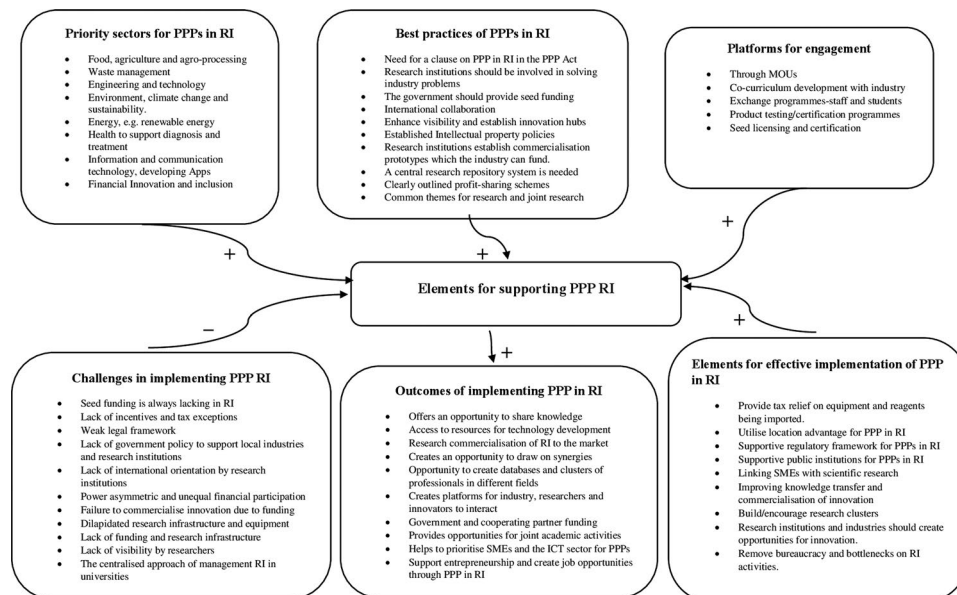 Priority sectors for PPPs in RI
• Food, agriculture and agro-processing
• Waste management
• Engineering and technology
• Environment, climate change and
sustainability.
• Energy, e.g. renewable energy
• Health to support diagnosis and
treatment
• Information and communication
technology, developing Apps
• Financial Innovation and inclusion
Best practices of PPPs in RI
• Need for a clause on PPP in RI in the PPP Act
• Research institutions should be involved in solving
industry problems
• The government should provide seed funding
• International collaboration
• Enhance visibility and establish innovation hubs
• Established Intellectual property policies
• Research institutions establish commercialisation
prototypes which the industry can fund.
• A central research repository system is needed
• Clearly outlined profit-sharing schemes
• Common themes for research and joint research
Platforms for engagement
• Through MOUs
• Co-curriculum development with industry
• Exchange programmes-staff and students
• Product testing/certification programmes
• Seed licensing and certification
+
+
+
Elements for supporting PPP RI
−
+
+
Challenges in implementing PPP RI
• Seed funding is always lacking in RI
• Lack of incentives and tax exceptions
• Weak legal framework
• Lack of government policy to support local industries
and research institutions
• Lack of international orientation by research
institutions
• Power asymmetric and unequal financial participation
• Failure to commercialise innovation due to funding
• Dilapidated research infrastructure and equipment
• Lack of funding and research infrastructure
• Lack of visibility by researchers
• The centralised approach of management RI in
universities
Outcomes of implementing PPP in RI
• Offers an opportunity to share knowledge
• Access to resources for technology development
• Research commercialisation of RI to the market
• Creates an opportunity to draw on synergies
• Opportunity to create databases and clusters of
professionals in different fields
• Creates platforms for industry, researchers and
innovators to interact
• Government and cooperating partner funding
• Provides opportunities for joint academic activities
• Helps to prioritise SMEs and the ICT sector for PPPs
• Support entrepreneurship and create job opportunities
through PPP in RI
Elements for effective implementation of PPP
in RI
• Provide tax relief on equipment and reagents
being imported.
• Utilise location advantage for PPP in RI
• Supportive regulatory framework for PPPs in RI
• Supportive public institutions for PPPs in RI
• Linking SMEs with scientific research
• Improving knowledge transfer and
commercialisation of innovation
• Build/encourage research clusters
• Research institutions and industries should create
opportunities for innovation.
• Remove bureaucracy and bottlenecks on RI
activities.